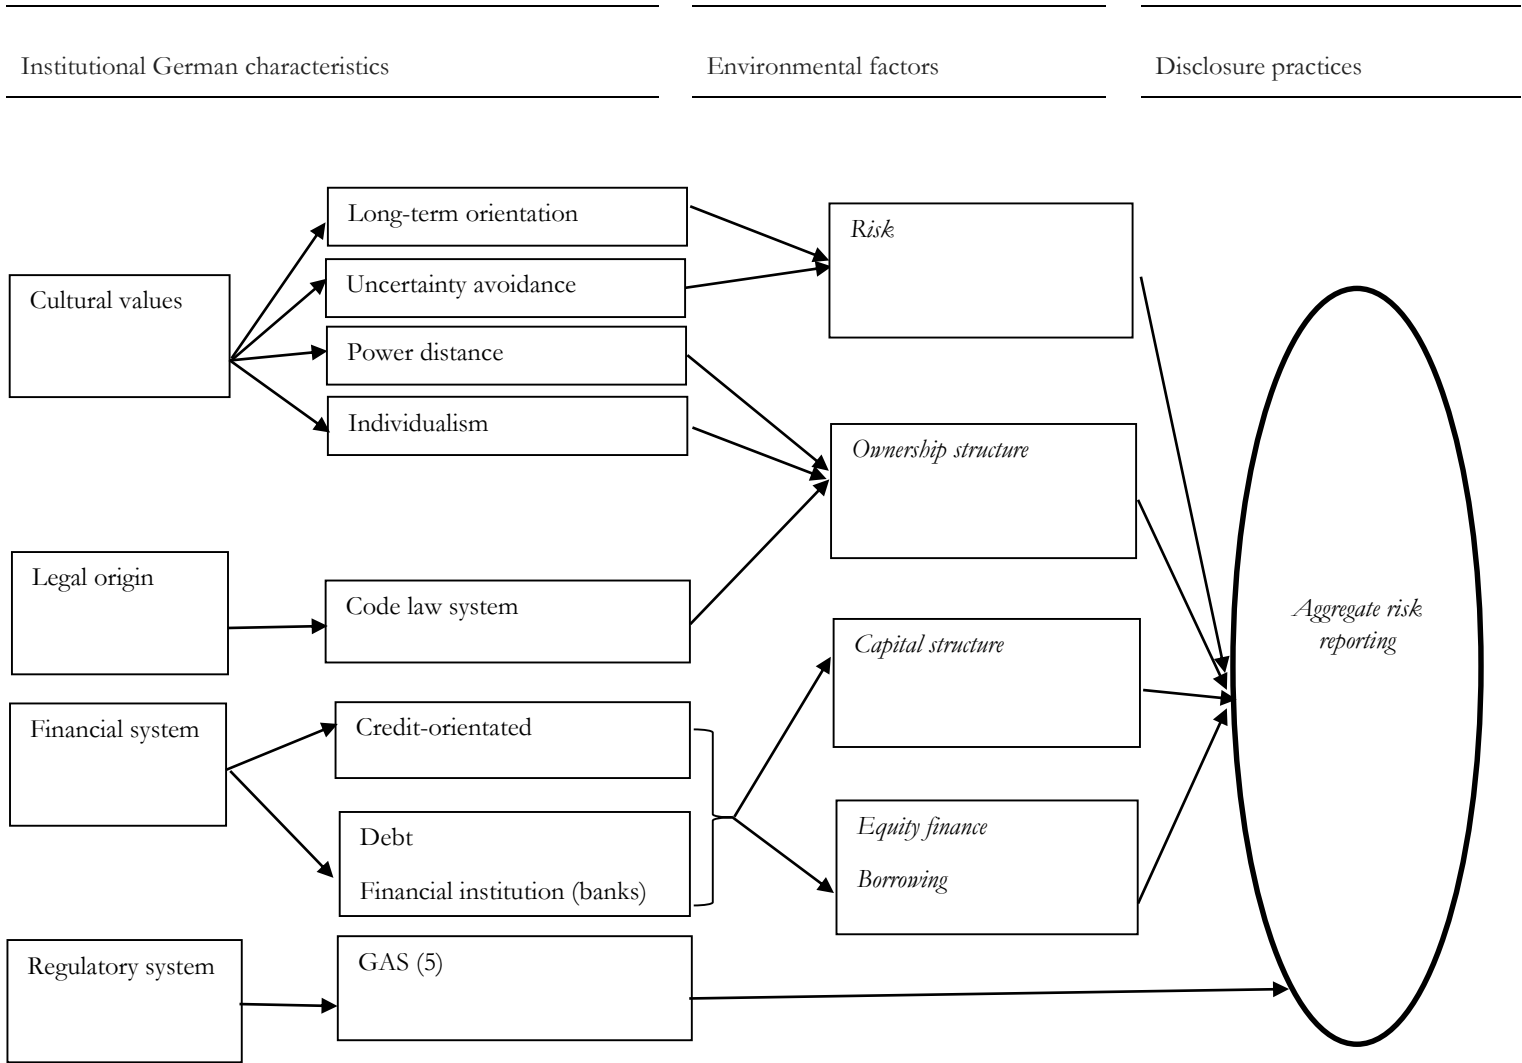 Institutional German characteristics
Environmental factors
Disclosure practices
Long-term orientation
Risk
Cultural values
Uncertainty avoidance
Power distance
Individualism
Ownership structure
Legal origin
Code law system
Aggregate risk
reporting
Capital structure
Financial system
Credit-orientated
Debt
Financial institution (banks)
Equity finance
Borrowing
Regulatory system
GAS (5)